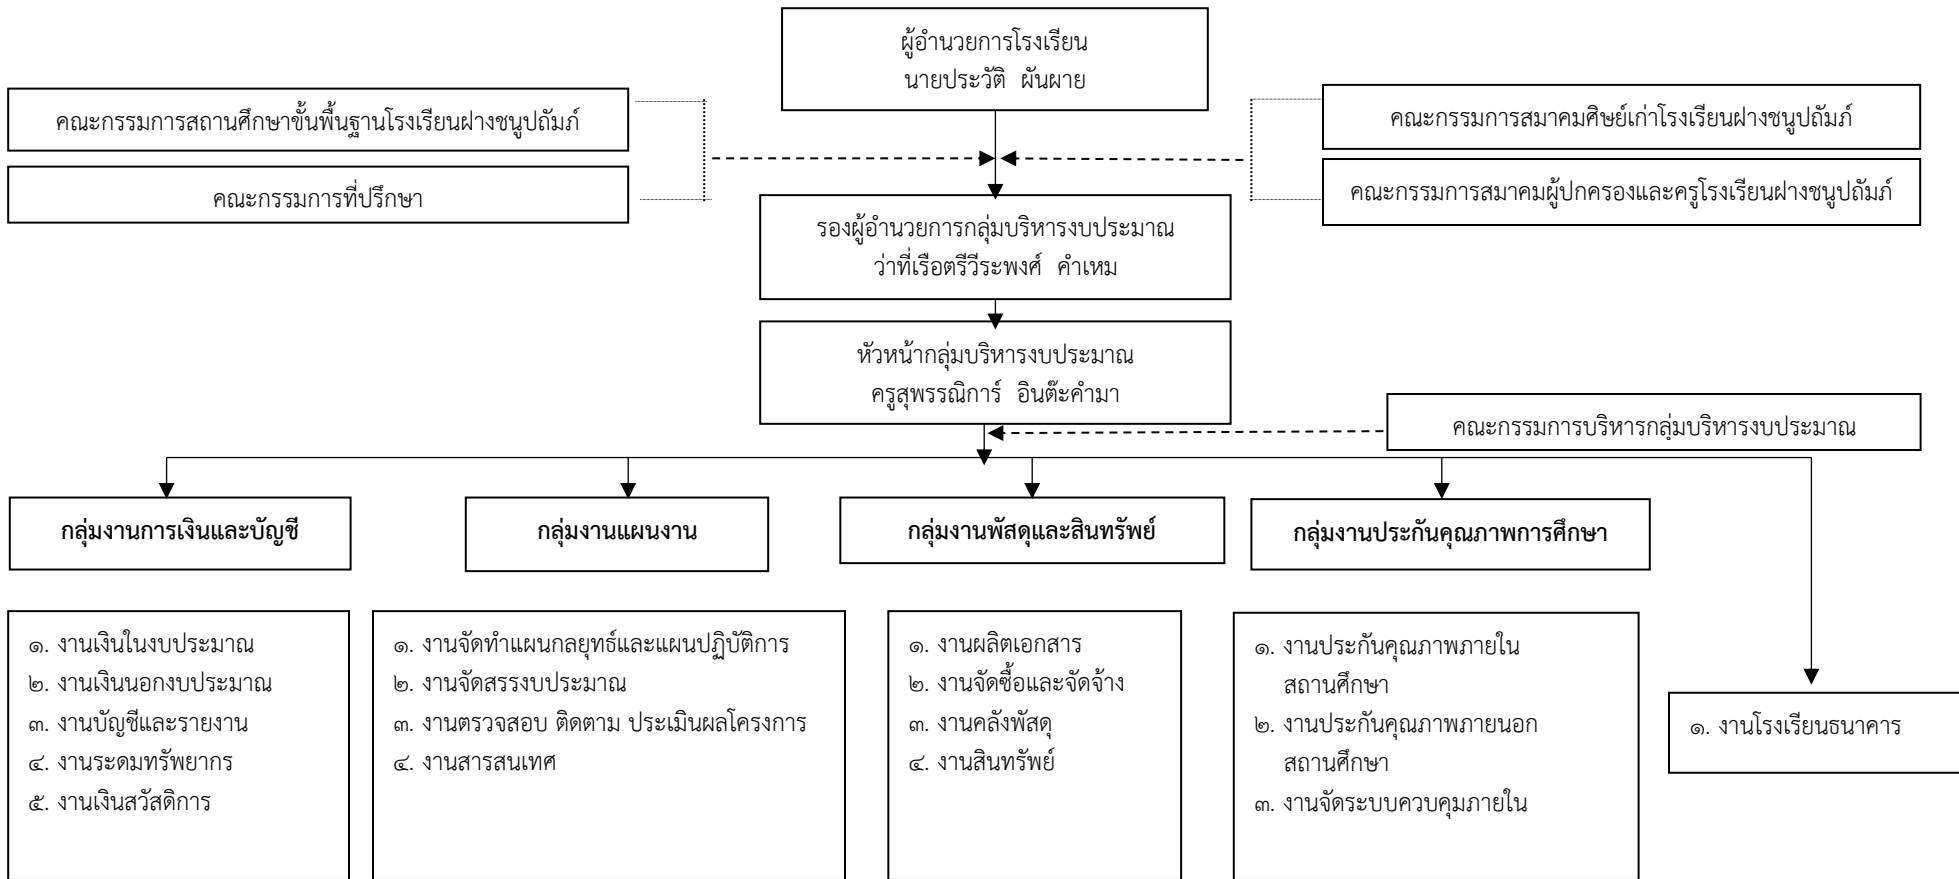 ผู้อำนวยการโรงเรียน
นายประวัติ ผันผาย
คณะกรรมการสถานศึกษาขั้นพื้นฐานโรงเรียนฝางชนูปถัมภ์
คณะกรรมการที่ปรึกษา
คณะกรรมการสมาคมศิษย์เก่าโรงเรียนฝางชนูปถัมภ์
คณะกรรมการสมาคมผู้ปกครองและครูโรงเรียนฝางชนูปถัมภ์
รองผู้อำนวยการกลุ่มบริหารงบประมาณ
ว่าที่เรือตรีวีระพงศ์ คำเหม
หัวหน้ากลุ่มบริหารงบประมาณ
ครูสุพรรณิการ์ อินต๊ะคำมา
คณะกรรมการบริหารกลุ่มบริหารงบประมาณ
กลุ่มงานการเงินและบัญชี
กลุ่มงานแผนงาน
กลุ่มงานพัสดุและสินทรัพย์
กลุ่มงานประกันคุณภาพการศึกษา
๑. งานเงินในงบประมาณ
๒. งานเงินนอกงบประมาณ
๓. งานบัญชีและรายงาน
๔. งานระดมทรัพยากร
๕. งานเงินสวัสดิการ
๑. งานจัดทำแผนกลยุทธ์และแผนปฏิบัติการ
๒. งานจัดสรรงบประมาณ
๓. งานตรวจสอบ ติดตาม ประเมินผลโครงการ
๔. งานสารสนเทศ
๑. งานผลิตเอกสาร
๒. งานจัดซื้อและจัดจ้าง
๓. งานคลังพัสดุ
๔. งานสินทรัพย์
๑. งานประกันคุณภาพภายใน
สถานศึกษา
๒. งานประกันคุณภาพภายนอก
สถานศึกษา
๓. งานจัดระบบควบคุมภายใน
๑. งานโรงเรียนธนาคาร